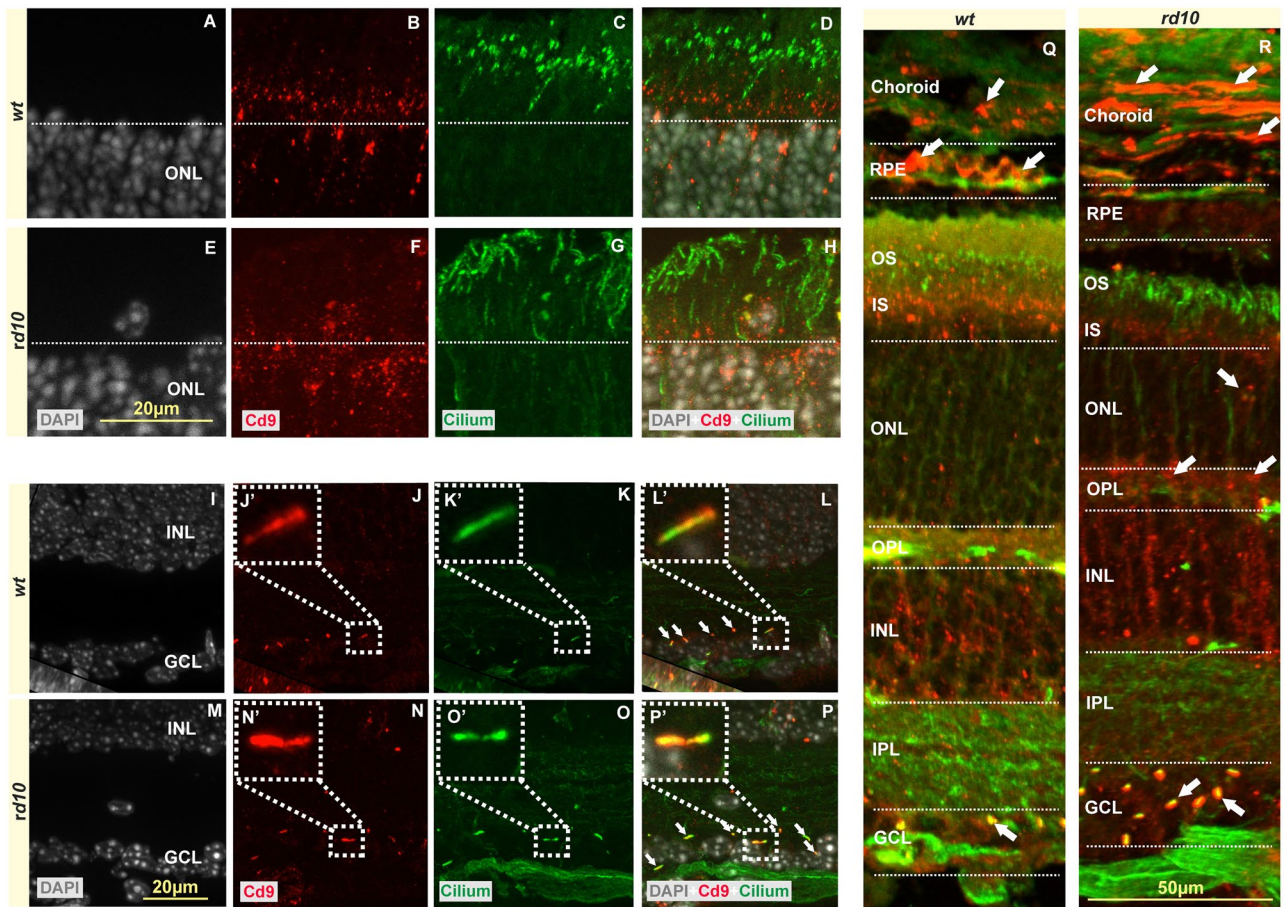 wt
A
ONL
B
C
D
rd10
E
ONL
DAPI
20µm
F
Cd9
G
Cilium
H
DAPI Cd9 Cilium
wt
I
INL
GCL
J'
J
K'
K
L'
L
rd10
M
INL
GCL
DAPI
20µm
N'
N
Cd9
O'
O
Cilium
P'
P
DAPI Cd9 Cilium
wt
Q
Choroid
RPE
OS
IS
ONL
OPL
INL
IPL
GCL
rd10
R
Choroid
RPE
OS
IS
ONL
OPL
INL
IPL
GCL
50µm